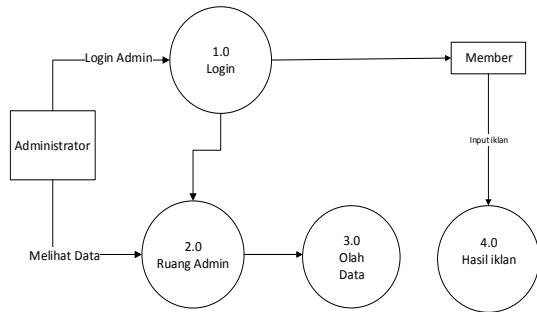 1.0
Login
Login Admin
Member
Administrator
Input iklan
Melihat Data
2.0
Ruang Admin
3.0
Olah
Data
4.0
Hasil iklan